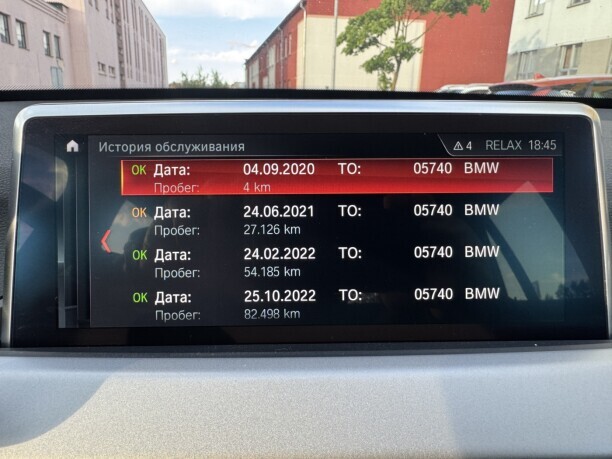 История обслуживания ⚠ 4 RELAX 18:45
OK Дата: 04.09.2020 ТО: 05740 BMW
Пробег: 4 km
OK Дата: 24.06.2021 ТО: 05740 BMW
Пробег: 27.126 km
OK Дата: 24.02.2022 ТО: 05740 BMW
Пробег: 54.185 km
OK Дата: 25.10.2022 ТО: 05740 BMW
Пробег: 82.498 km